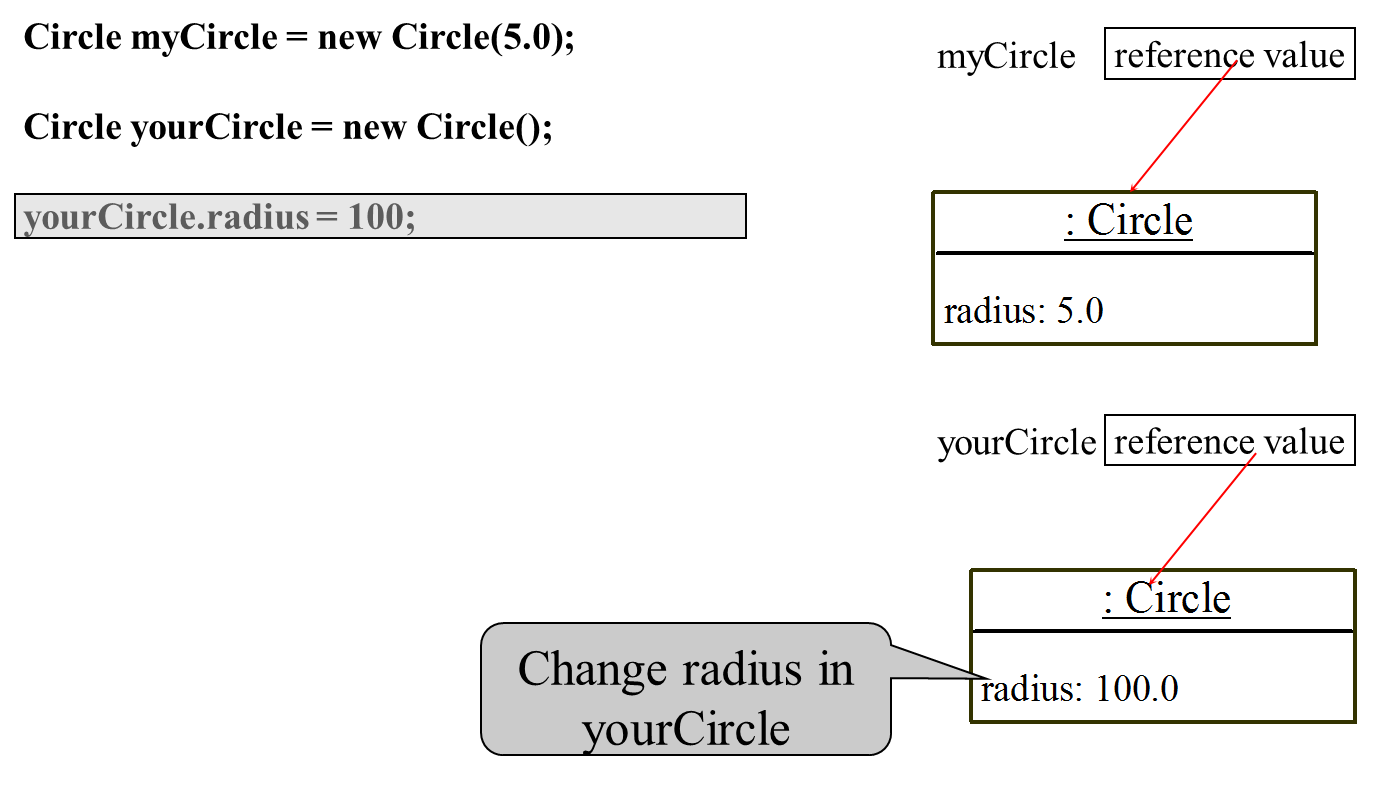 Circle myCircle = new Circle(5.0);
Circle yourCircle = new Circle();
yourCircle.radius = 100;
myCircle reference value
: Circle
radius: 5.0
yourCircle reference value
: Circle
radius: 100.0
Change radius in
yourCircle